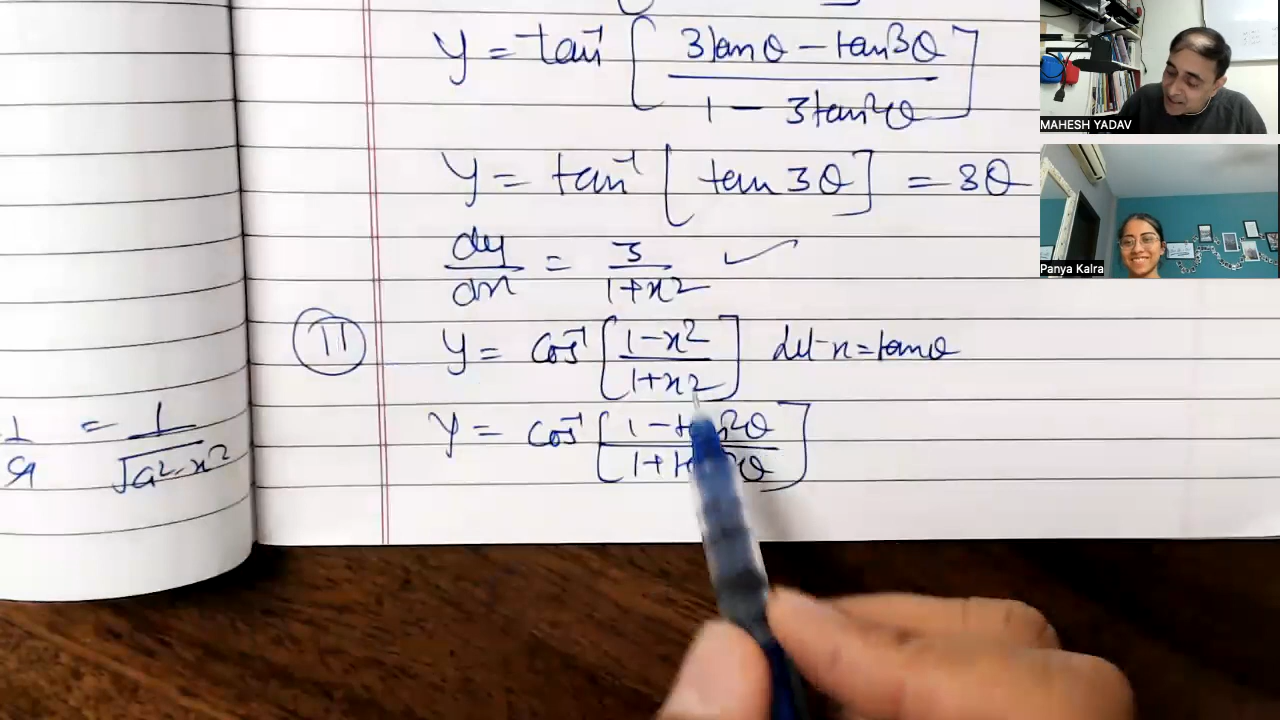 y = tan⁻¹ [ 3tanθ − tan³θ / 1 − 3tan²θ ]
y = tan⁻¹ [ tan 3θ ] = 3θ
dy/dx = 3/1+x² ✓
II y = cos⁻¹ [ 1−x² / 1+x² ] let x = tanθ
y = cos⁻¹ [ 1−tan²θ / 1+tan²θ ]
= 1/√a²-x²
MAHESH YADAV
Panya Kalra